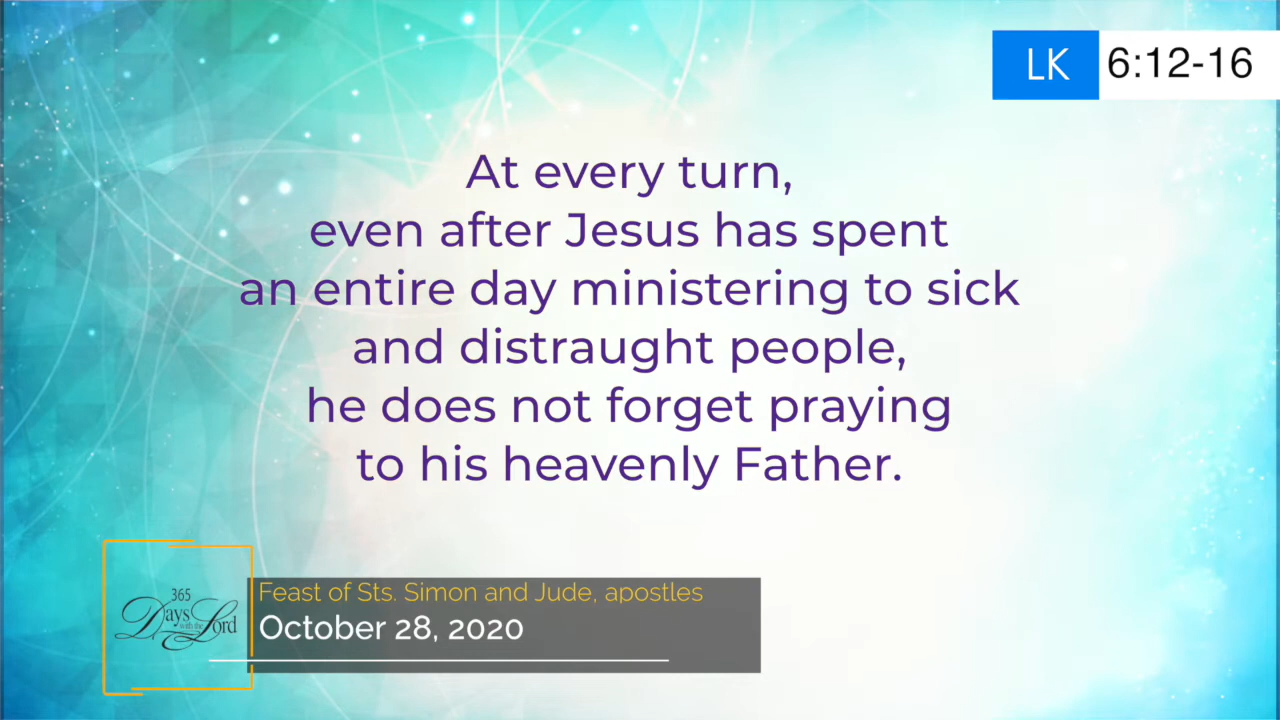 LK 6:12-16
At every turn,
even after Jesus has spent
an entire day ministering to sick
and distraught people,
he does not forget praying
to his heavenly Father.
365
Days with the Lord
Feast of Sts. Simon and Jude, apostles
October 28, 2020